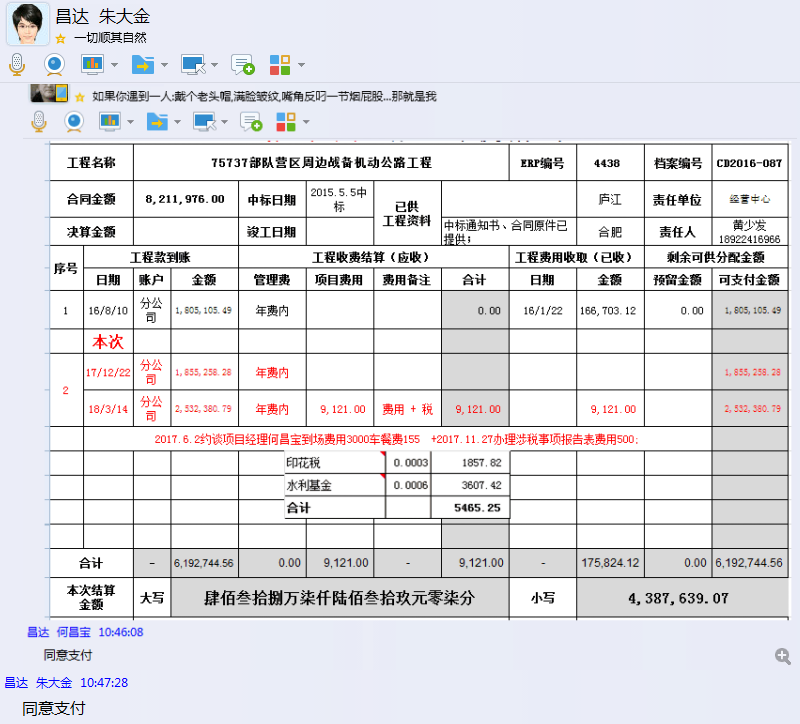 昌达 朱大金
一切顺其自然
如果你遇到一人:戴个老头帽,满脸皱纹,嘴角反叼一节烟屁股...那就是我
工程名称 75737部队营区周边战备机动公路工程 ERP编号 4438 档案编号 CD2016-087
合同金额 8,211,976.00 中标日期 2015.5.5中标 已供工程资料 庐江 责任单位 经营中心
决算金额 竣工日期 中标通知书、合同原件已提供; 合肥 责任人 黄少发 18922416966
序号 工程款到账 工程收费结算（应收） 工程费用收取（已收） 剩余可供分配金额
日期 账户 金额 管理费 项目费用 费用备注 合计 日期 金额 预留金额 可支付金额
1 16/8/10 分公司 1,805,105.49 年费内 0.00 16/1/22 166,703.12 0.00 1,805,105.49
本次
2 17/12/22 分公司 1,855,258.28 年费内 1,855,258.28
18/3/14 分公司 2,532,380.79 年费内 9,121.00 费用 + 税 9,121.00 9,121.00 2,532,380.79
2017.6.2约谈项目经理何昌宝到场费用3000车餐费155 +2017.11.27办理涉税事项报告表费用500;
印花税 0.0003 1857.82
水利基金 0.0006 3607.42
合计 5465.25
合计 - 6,192,744.56 0.00 9,121.00 - 9,121.00 - 175,824.12 0.00 6,192,744.56
本次结算金额 大写 肆佰叁拾捌万柒仟陆佰叁拾玖元零柒分 小写 4,387,639.07
昌达 何昌宝 10:46:08
同意支付
昌达 朱大金 10:47:28
同意支付